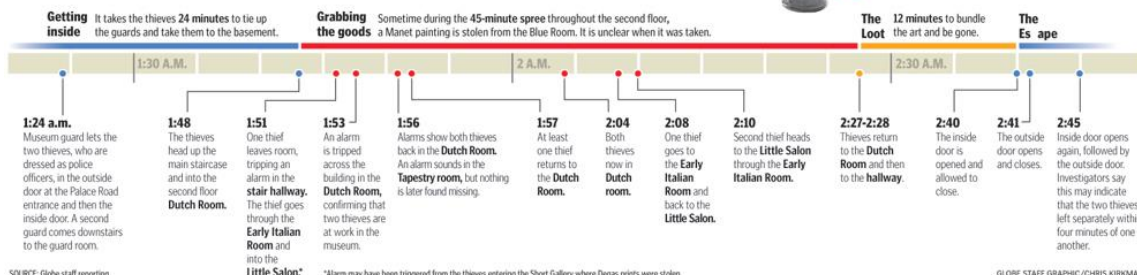 Getting inside
It takes the thieves 24 minutes to tie up
the guards and take them to the basement.
Grabbing the goods
Sometime during the 45-minute spree throughout the second floor,
a Manet painting is stolen from the Blue Room. It is unclear when it was taken.
The Loot
12 minutes to bundle
the art and be gone.
The
Es ape
1:30 A.M.
2 A.M.
2:30 A.M.
1:24 a.m.
Museum guard lets the
two thieves, who are
dressed as police
officers, in the outside
door at the Palace Road
entrance and then the
inside door. A second
guard comes downstairs
to the guard room.
1:48
The thieves
head up the
main staircase
and into the
second floor
Dutch Room.
1:51
One thief
leaves room,
tripping an
alarm in the
stair hallway.
The thief goes
through the
Early Italian
Room and
into the
Little Salon.*
1:53
An alarm
is tripped
across the
building in the
Dutch Room,
confirming that
two thieves are
at work in the
museum.
1:56
Alarms show both thieves
back in the Dutch Room.
An alarm sounds in the
Tapestry room, but nothing
is later found missing.
1:57
At least
one thief
returns to
the Dutch
Room.
2:04
Both
thieves
now in
Dutch
room.
2:08
One thief
goes to
the Early
Italian
Room and
back to the
Little Salon.
2:10
Second thief heads
to the Little Salon
through the Early
Italian Room.
2:27-2:28
Thieves return
to the Dutch
Room and then
to the hallway.
2:40
The inside
door is
opened and
allowed to
close.
2:41
The outside
door opens
and closes.
2:45
Inside door opens
again, followed by
the outside door.
Investigators say
this may indicate
that the two thieves
left separately withi
four minutes of one
another.
SOURCE: Globe staff reporting
*Alarm may have been triggered from the thieves entering the Short Gallery where Degas prints were stolen
GLOBE STAFF GRAPHIC/CHRIS KIRKMA